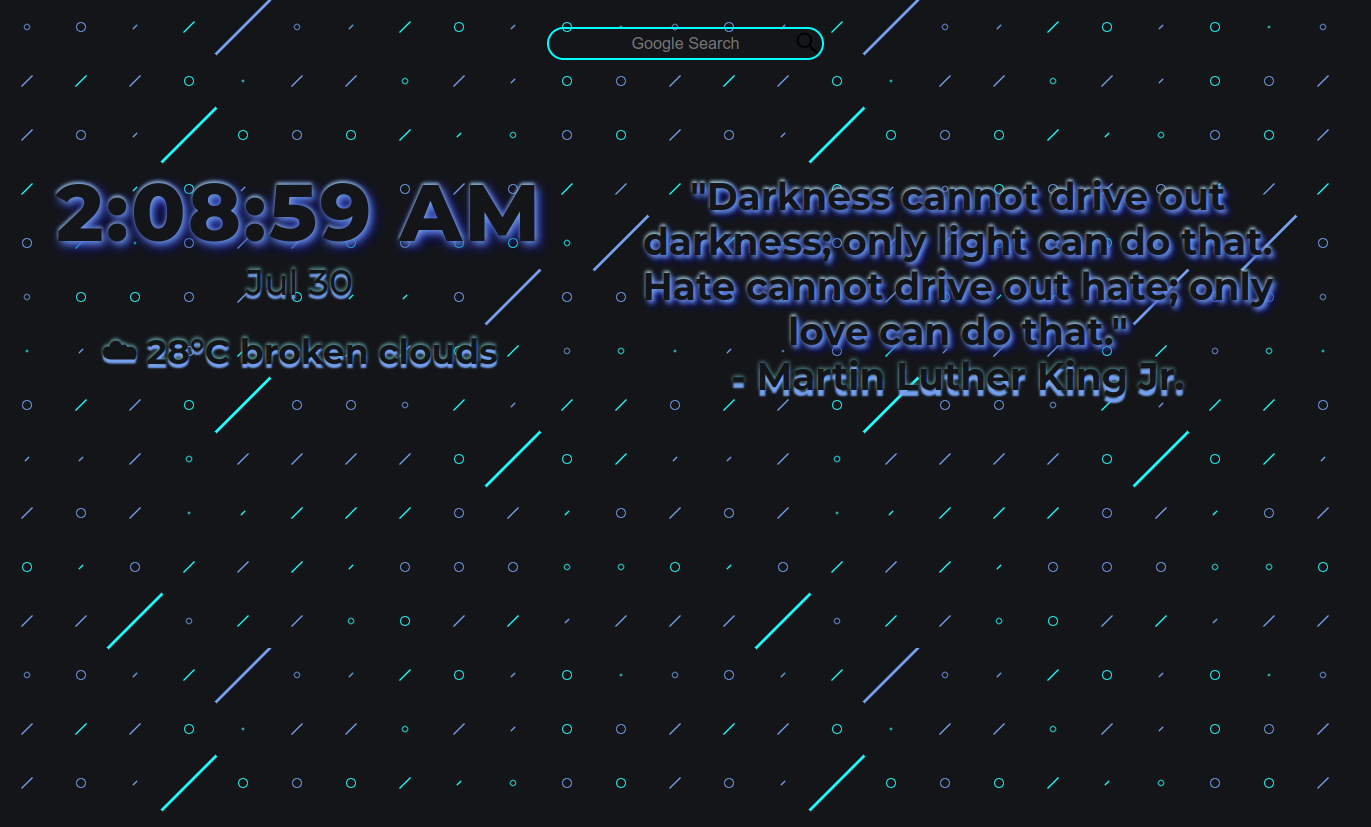 Google Search
2:08:59 AM
Jul 30
28°C broken clouds
"Darkness cannot drive out
darkness; only light can do that.
Hate cannot drive out hate; only
love can do that."
- Martin Luther King Jr.